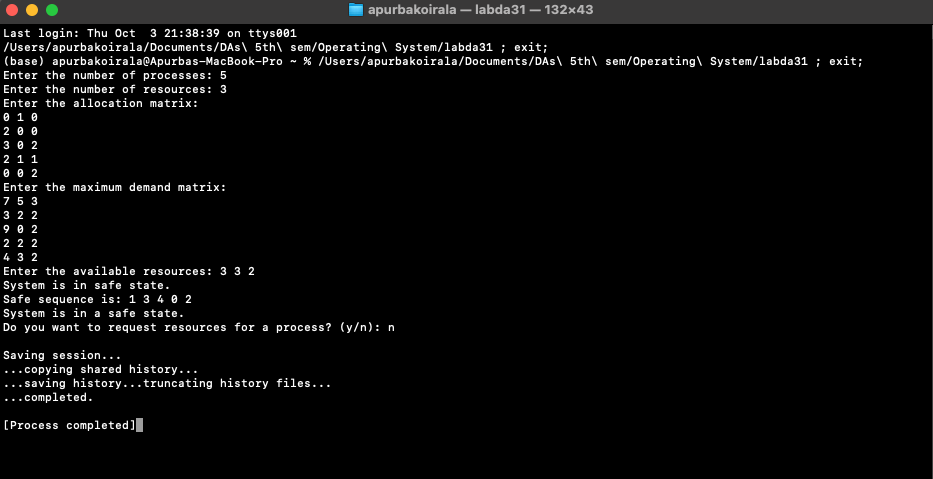 apurbakoirala — labda31 — 132×43
Last login: Thu Oct  3 21:38:39 on ttys001
/Users/apurbakoirala/Documents/DAs\ 5th\ sem/Operating\ System/labda31 ; exit;
(base) apurbakoirala@Apurbas-MacBook-Pro ~ % /Users/apurbakoirala/Documents/DAs\ 5th\ sem/Operating\ System/labda31 ; exit;
Enter the number of processes: 5
Enter the number of resources: 3
Enter the allocation matrix:
0 1 0
2 0 0
3 0 2
2 1 1
0 0 2
Enter the maximum demand matrix:
7 5 3
3 2 2
9 0 2
2 2 2
4 3 2
Enter the available resources: 3 3 2
System is in safe state.
Safe sequence is: 1 3 4 0 2
System is in a safe state.
Do you want to request resources for a process? (y/n): n
Saving session...
...copying shared history...
...saving history...truncating history files...
...completed.
[Process completed]